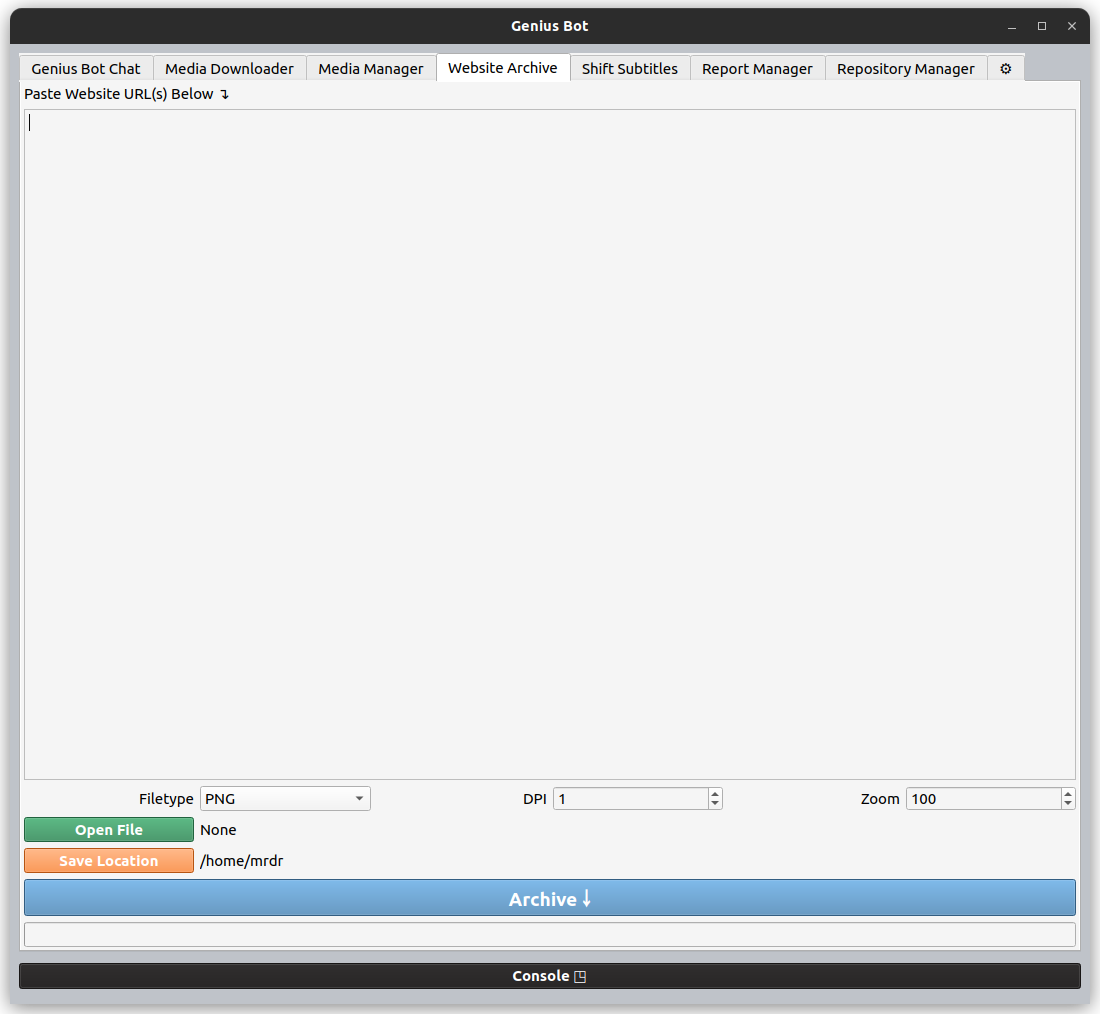 Genius Bot
Genius Bot Chat Media Downloader Media Manager Website Archive Shift Subtitles Report Manager Repository Manager ⚙
Paste Website URL(s) Below ↴
Filetype PNG DPI 1 Zoom 100
Open File None
Save Location /home/mrdr
Archive ↓
Console ◳